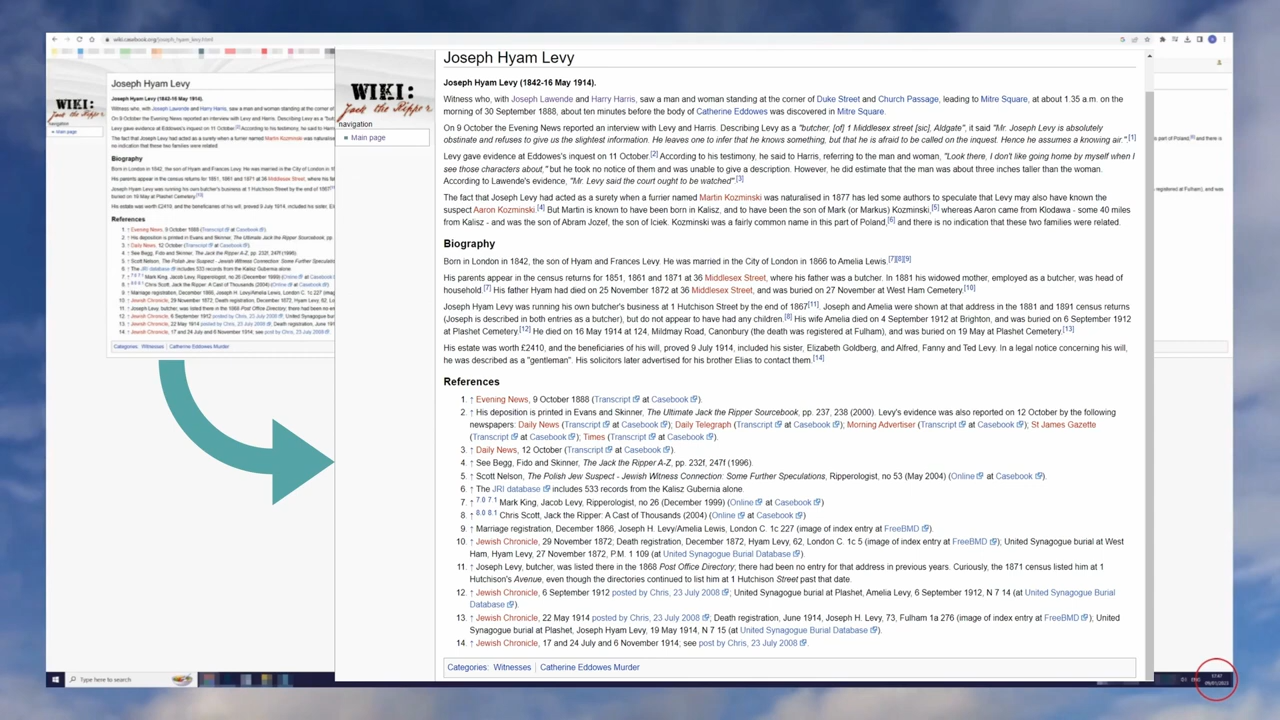 wiki.casebook.org/joseph_hyam_levy.html
WIKI:
Jack the Ripper
navigation
Main page
Joseph Hyam Levy
Joseph Hyam Levy (1842-16 May 1914).
Witness who, with Joseph Lawende and Harry Harris, saw a man and woman standing at the corner of Duke Street and Church Passage, leading to Mitre Square, at about 1.35 a.m. on the
morning of 30 September 1888, about ten minutes before the body of Catherine Eddowes was discovered in Mitre Square.
On 9 October the Evening News reported an interview with Levy and Harris. Describing Levy as a "butcher [of] 1 Middlesex street [sic], Aldgate", it said "Mr. Joseph Levy is absolutely
obstinate and refuses to give us the slightest information. He leaves one to infer that he knows something, but that he is afraid to be called on the inquest. Hence he assumes a knowing air." [1]
Levy gave evidence at Eddowes's inquest on 11 October.[2] According to his testimony, he said to Harris, referring to the man and woman, "Look there, I don't like going home by myself when I
see those characters about," but he took no notice of them and was unable to give a description. However, he did estimate that the man was about three inches taller than the woman.
According to Lawende's evidence, "Mr. Levy said the court ought to be watched".[3]
The fact that Joseph Levy had acted as a surety when a furrier named Martin Kozminski was naturalised in 1877 has led some authors to speculate that Levy may also have known the
suspect Aaron Kozminski.[4] But Martin is known to have been born in Kalisz, and to have been the son of Mark (or Markus) Kozminski,[5] whereas Aaron came from Klodawa - some 40 miles
from Kalisz - and was the son of Abram Jozef, the son of Iciek. Kozminski was a fairly common name in this part of Poland,[6] and there is no indication that these two families were related.
Biography
Born in London in 1842, the son of Hyam and Frances Levy. He was married in the City of London in 1866 to Amelia Lewis.[7][8][9]
His parents appear in the census returns for 1851, 1861 and 1871 at 36 Middlesex Street, where his father was a butcher. In 1881 his widowed mother, employed as a butcher, was head of
household.[7] His father Hyam had died on 25 November 1872 at 36 Middlesex Street, and was buried on 27 November at West Ham Cemetery.[10]
Joseph Hyam Levy was running his own butcher's business at 1 Hutchison Street by the end of 1867[11]. Joseph and Amelia were still there in the 1881 and 1891 census returns
(Joseph is described in both entries as a butcher), but do not appear to have had any children.[8] His wife Amelia died on 4 September 1912 at Brighton, and was buried on 6 September 1912
at Plashet Cemetery.[12] He died on 16 May 1914 at Mildmay Road, Canonbury (the death was registered at Fulham), and was buried on 19 May at Plashet Cemetery.[13]
His estate was worth £2410, and the beneficiaries of his will, proved 9 July 1914, included his sister, Elizabeth Goldberg, and Alfred, Fanny and Ted Levy. In a legal notice concerning his will,
he was described as a "gentleman". His solicitors later advertised for his brother Elias to contact them.[14]
References
1. ↑ Evening News, 9 October 1888 (Transcript at Casebook).
2. ↑ His deposition is printed in Evans and Skinner, The Ultimate Jack the Ripper Sourcebook, pp. 237, 238 (2000). Levy's evidence was also reported on 12 October by the following
newspapers: Daily News (Transcript at Casebook); Daily Telegraph (Transcript at Casebook); Morning Advertiser (Transcript at Casebook); St James Gazette
(Transcript at Casebook); Times (Transcript at Casebook).
3. ↑ Daily News, 12 October (Transcript at Casebook).
4. ↑ See Begg, Fido and Skinner, The Jack the Ripper A-Z, pp. 232f, 247f (1996).
5. ↑ Scott Nelson, The Polish Jew Suspect - Jewish Witness Connection: Some Further Speculations, Ripperologist, no 53 (May 2004) (Online at Casebook).
6. ↑ The JRI database includes 533 records from the Kalisz Gubernia alone
7. ↑ 7.0 7.1 Mark King, Jacob Levy, Ripperologist, no 26 (December 1999) (Online at Casebook)
8. ↑ 8.0 8.1 Chris Scott, Jack the Ripper: A Cast of Thousands (2004) (Online at Casebook)
9. ↑ Marriage registration, December 1866, Joseph H. Levy/Amelia Lewis, London C. 1c 227 (image of index entry at FreeBMD).
10. ↑ Jewish Chronicle, 29 November 1872; Death registration, December 1872, Hyam Levy, 62, London C. 1c 5 (image of index entry at FreeBMD); United Synagogue burial at West
Ham, Hyam Levy, 27 November 1872, P.M. 1 109 (at United Synagogue Burial Database).
11. ↑ Joseph Levy, butcher, was listed there in the 1868 Post Office Directory; there had been no entry for that address in previous years. Curiously, the 1871 census listed him at 1
Hutchison's Avenue, even though the directories continued to list him at 1 Hutchison Street past that date.
12. ↑ Jewish Chronicle, 6 September 1912 posted by Chris, 23 July 2008; United Synagogue burial at Plashet, Amelia Levy, 6 September 1912, N 7 14 (at United Synagogue Burial
Database).
13. ↑ Jewish Chronicle, 22 May 1914 posted by Chris, 23 July 2008; Death registration, June 1914, Joseph H. Levy, 73, Fulham 1a 276 (image of index entry at FreeBMD); United
Synagogue burial at Plashet, Joseph Hyam Levy, 19 May 1914, N 7 15 (at United Synagogue Burial Database).
14. ↑ Jewish Chronicle, 17 and 24 July and 6 November 1914, see post by Chris, 23 July 2008.
Categories: Witnesses | Catherine Eddowes Murder
Type here to search
ENG
17:47